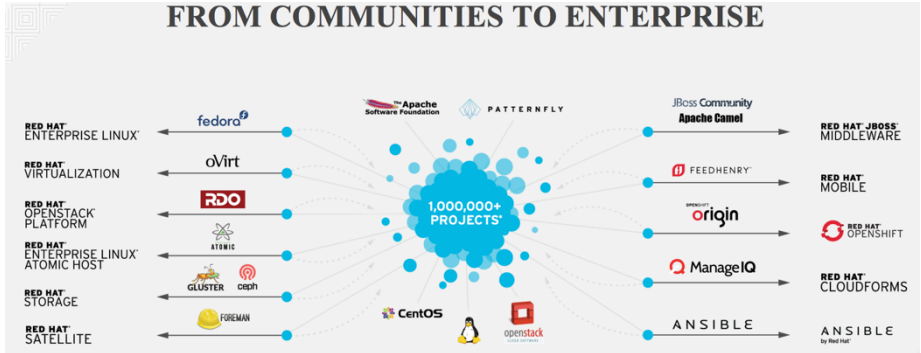 FROM COMMUNITIES TO ENTERPRISE
The Apache
Software Foundation
PATTERNFLY
JBoss Community
Apache Camel
fedora
RED HAT
ENTERPRISE LINUX
RED HAT JBOSS
MIDDLEWARE
oVirt
RED HAT
VIRTUALIZATION
FEEDHENRY
RED HAT
MOBILE
RDO
RED HAT
OPENSTACK
PLATFORM
1,000,000+
PROJECTS*
OPENSHIFT
origin
RED HAT
OPENSHIFT
ATOMIC
RED HAT
ENTERPRISE LINUX
ATOMIC HOST
ManageIQ
RED HAT
CLOUDFORMS
GLUSTER
ceph
RED HAT
STORAGE
FOREMAN
RED HAT
SATELLITE
CentOS
openstack
CLOUD SOFTWARE
ANSIBLE
ANSIBLE
by Red Hat